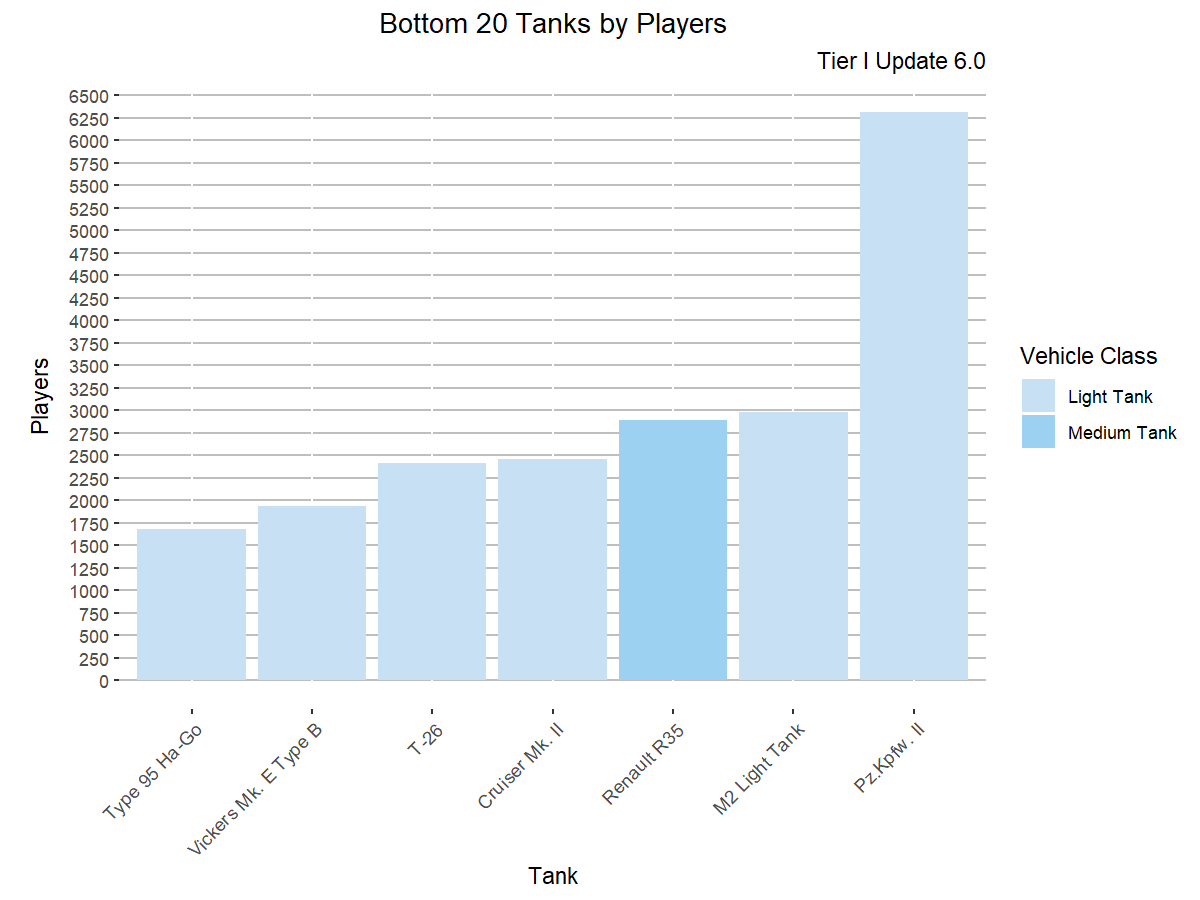 Bottom 20 Tanks by Players
Tier I Update 6.0
6500
6250
6000
5750
5500
5250
5000
4750
4500
4250
4000
3750
3500
3250
3000
2750
2500
2250
2000
1750
1500
1250
1000
750
500
250
0
Players
Type 95 Ha-Go
Vickers Mk. E Type B
T-26
Cruiser Mk. II
Renault R35
M2 Light Tank
Pz.Kpfw. II
Tank
Vehicle Class
Light Tank
Medium Tank